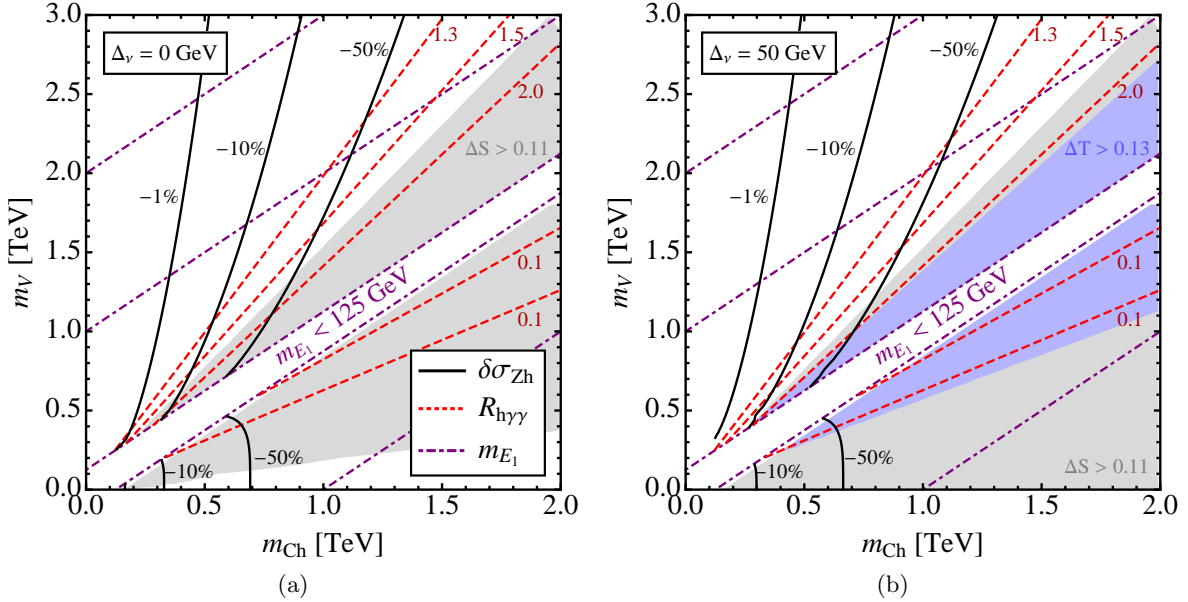 Δν = 0 GeV
−1%
−10%
−50%
1.3
1.5
2.0
ΔS > 0.11
0.1
0.1
mE1 < 125 GeV
−10%
−50%
δσZh
Rhγγ
mE1
3.0
2.5
2.0
1.5
1.0
0.5
0.0
mV [TeV]
0.0 0.5 1.0 1.5 2.0
mCh [TeV]
(a)
Δν = 50 GeV
−1%
−10%
−50%
1.3
1.5
2.0
ΔT > 0.13
0.1
0.1
mE1 < 125 GeV
−10%
−50%
ΔS > 0.11
3.0
2.5
2.0
1.5
1.0
0.5
0.0
mV [TeV]
0.0 0.5 1.0 1.5 2.0
mCh [TeV]
(b)